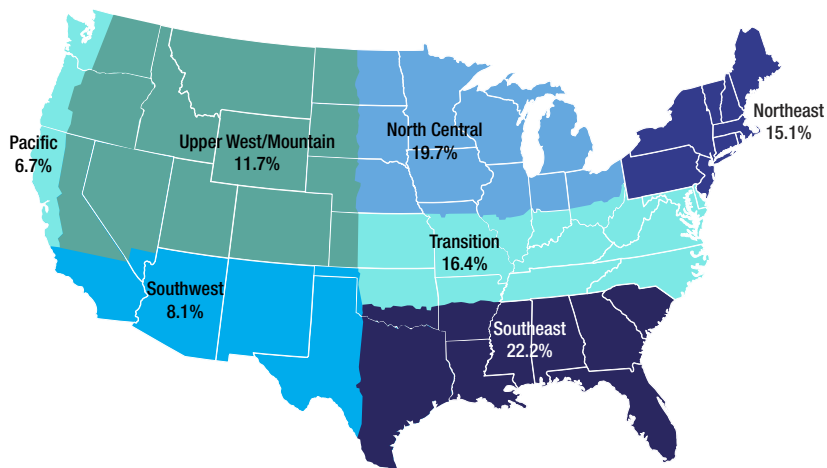 Northeast
15.1%
Pacific
6.7%
Upper West/Mountain
11.7%
North Central
19.7%
Transition
16.4%
Southwest
8.1%
Southeast
22.2%